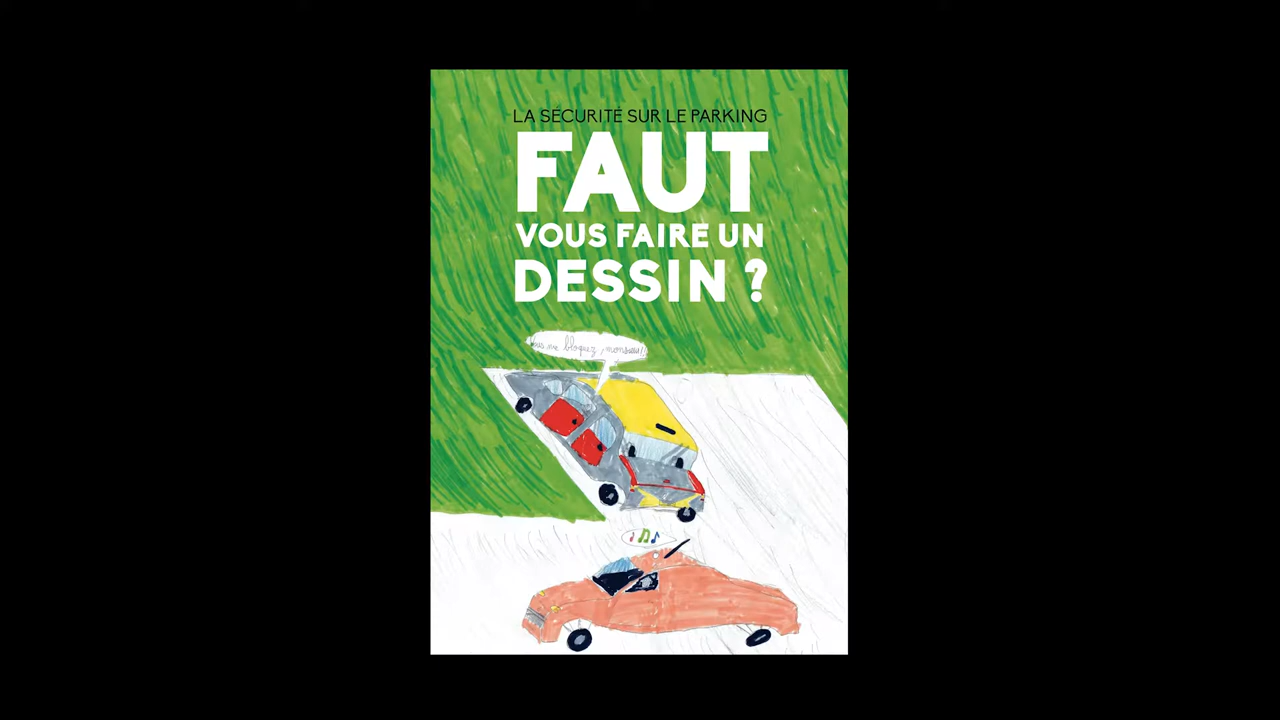 LA SÉCURITÉ SUR LE PARKING
FAUT
VOUS FAIRE UN
DESSIN ?
Vous me bloquez, monsieur!!